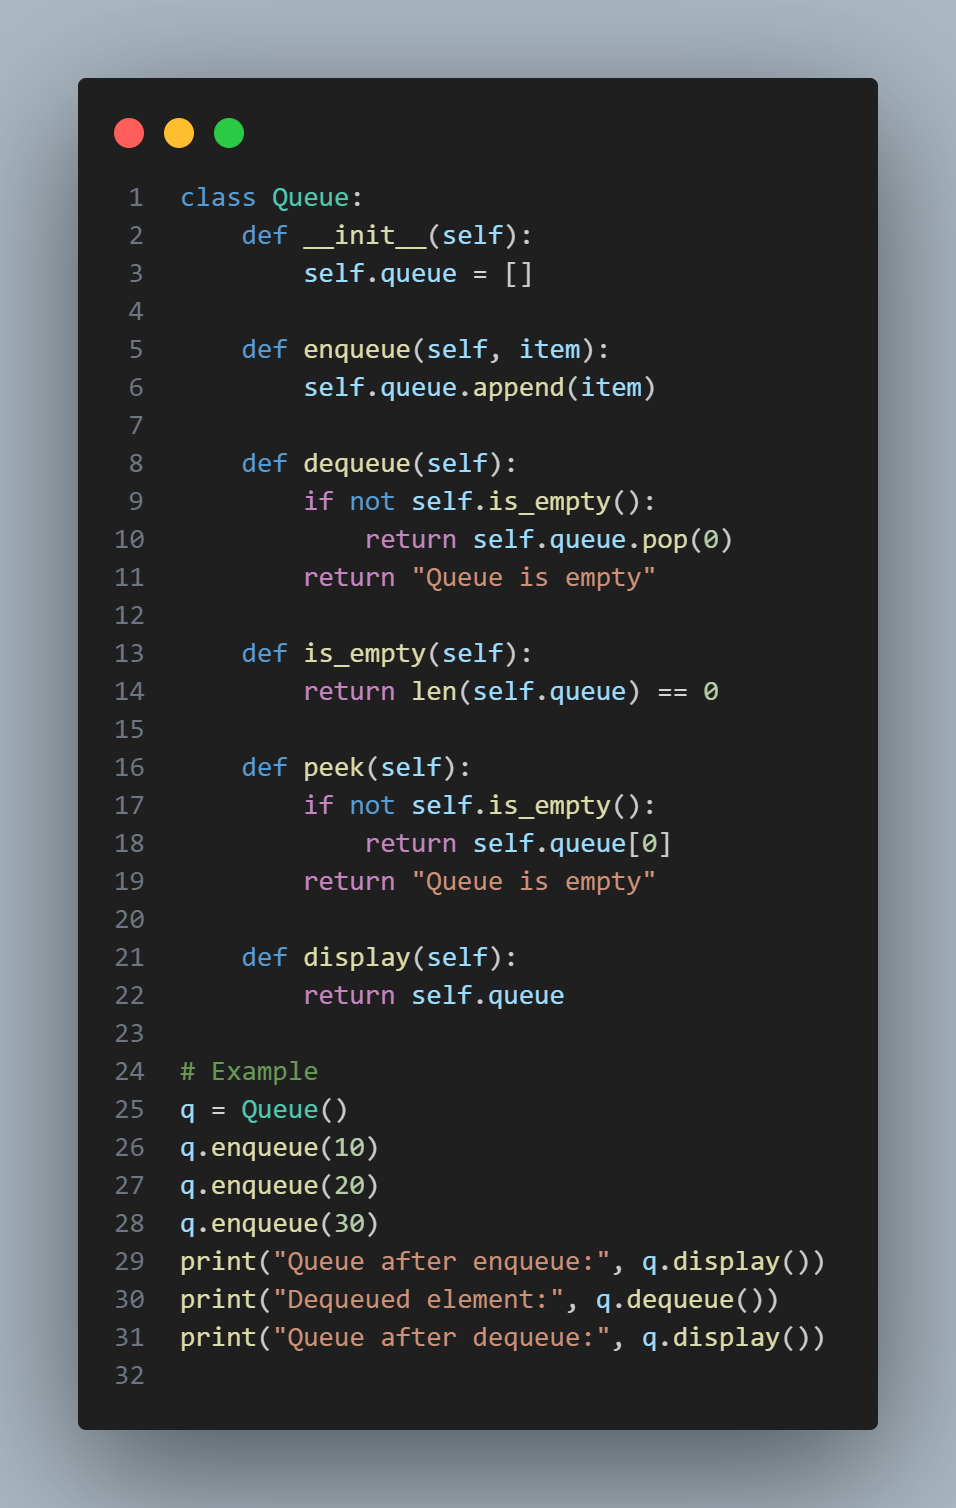 1 class Queue:
2     def __init__(self):
3         self.queue = []
4
5     def enqueue(self, item):
6         self.queue.append(item)
7
8     def dequeue(self):
9         if not self.is_empty():
10             return self.queue.pop(0)
11         return "Queue is empty"
12
13     def is_empty(self):
14         return len(self.queue) == 0
15
16     def peek(self):
17         if not self.is_empty():
18             return self.queue[0]
19         return "Queue is empty"
20
21     def display(self):
22         return self.queue
23
24 # Example
25 q = Queue()
26 q.enqueue(10)
27 q.enqueue(20)
28 q.enqueue(30)
29 print("Queue after enqueue:", q.display())
30 print("Dequeued element:", q.dequeue())
31 print("Queue after dequeue:", q.display())
32